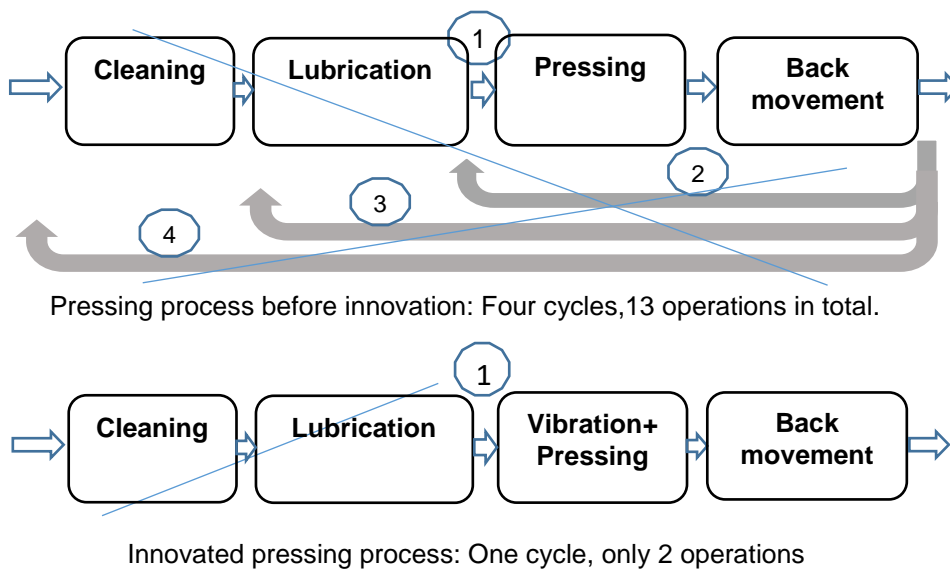 1
Cleaning
Lubrication
Pressing
Back
movement
2
3
4
Pressing process before innovation: Four cycles,13 operations in total.
1
Cleaning
Lubrication
Vibration+
Pressing
Back
movement
Innovated pressing process: One cycle, only 2 operations